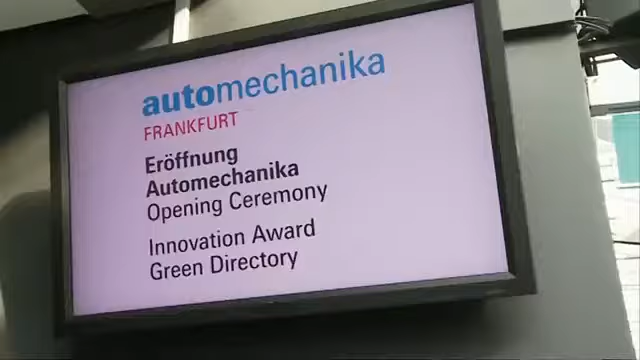 automechanika
FRANKFURT
Eröffnung
Automechanika
Opening Ceremony
Innovation Award
Green Directory